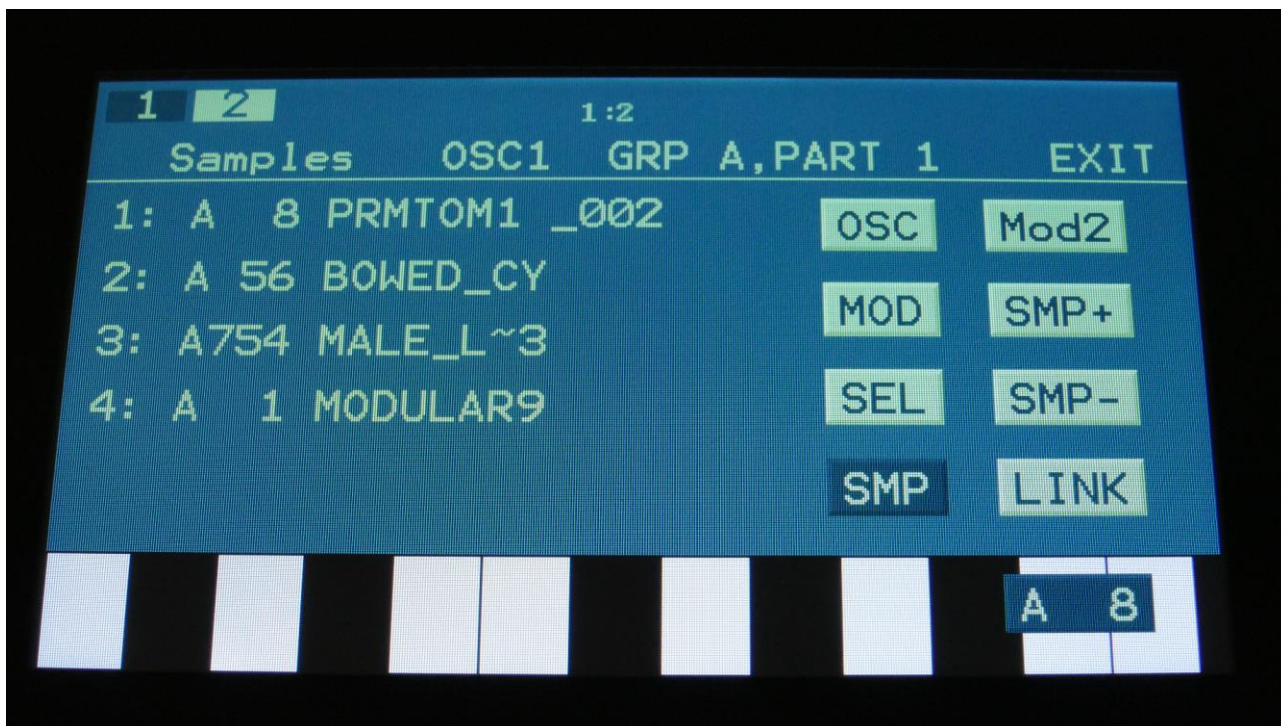 1 2 1:2
Samples OSC1 GRP A,PART 1 EXIT
1: A 8 PRMTOM1 _002 OSC Mod2
2: A 56 BOWED_CY
MOD SMP+
3: A754 MALE_L~3
4: A 1 MODULAR9 SEL SMP-
SMP LINK
A 8